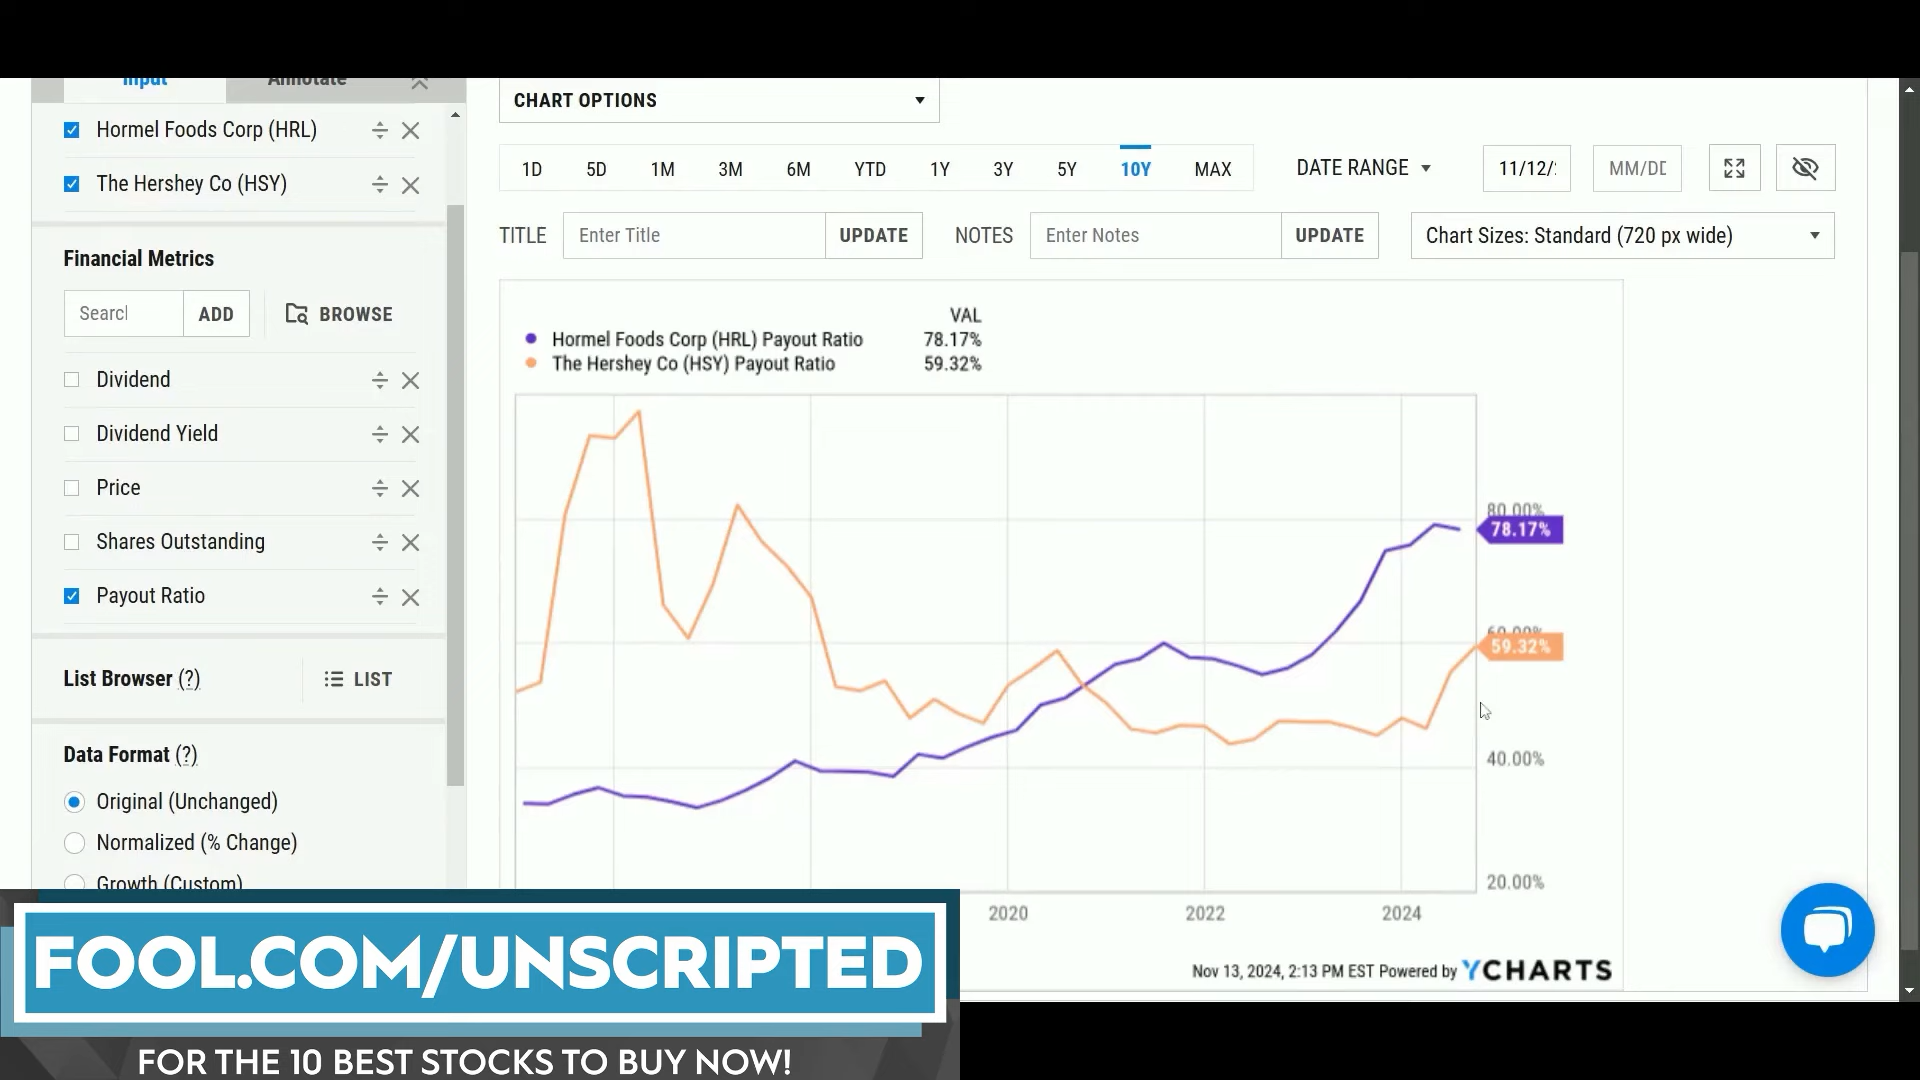 Input Annotate
CHART OPTIONS
Hormel Foods Corp (HRL)
The Hershey Co (HSY)
1D 5D 1M 3M 6M YTD 1Y 3Y 5Y 10Y MAX DATE RANGE 11/12/: MM/DD
TITLE Enter Title UPDATE NOTES Enter Notes UPDATE Chart Sizes: Standard (720 px wide)
Financial Metrics
Search ADD BROWSE
Dividend
Dividend Yield
Price
Shares Outstanding
Payout Ratio
List Browser (?) LIST
Data Format (?)
Original (Unchanged)
Normalized (% Change)
Growth (Custom)
VAL
Hormel Foods Corp (HRL) Payout Ratio 78.17%
The Hershey Co (HSY) Payout Ratio 59.32%
80.00%
78.17%
60.00%
59.32%
40.00%
20.00%
2020 2022 2024
Nov 13, 2024, 2:13 PM EST Powered by YCHARTS
FOOL.COM/UNSCRIPTED
FOR THE 10 BEST STOCKS TO BUY NOW!